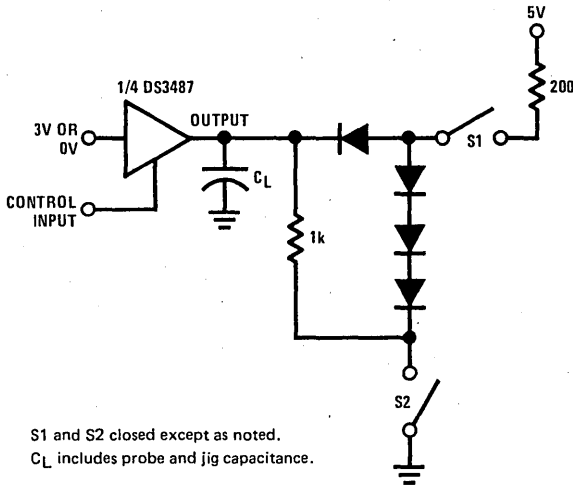 5V
200
1/4 DS3487
OUTPUT
3V OR
0V
S1
CL
CONTROL
INPUT
1k
S2
S1 and S2 closed except as noted.
CL includes probe and jig capacitance.